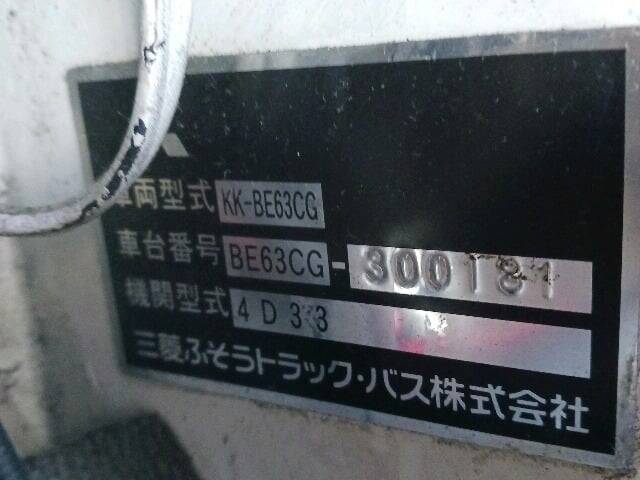 車両型式 KK-BE63CG
車台番号 BE63CG-300181
機関型式 4D33
三菱ふそうトラック・バス株式会社